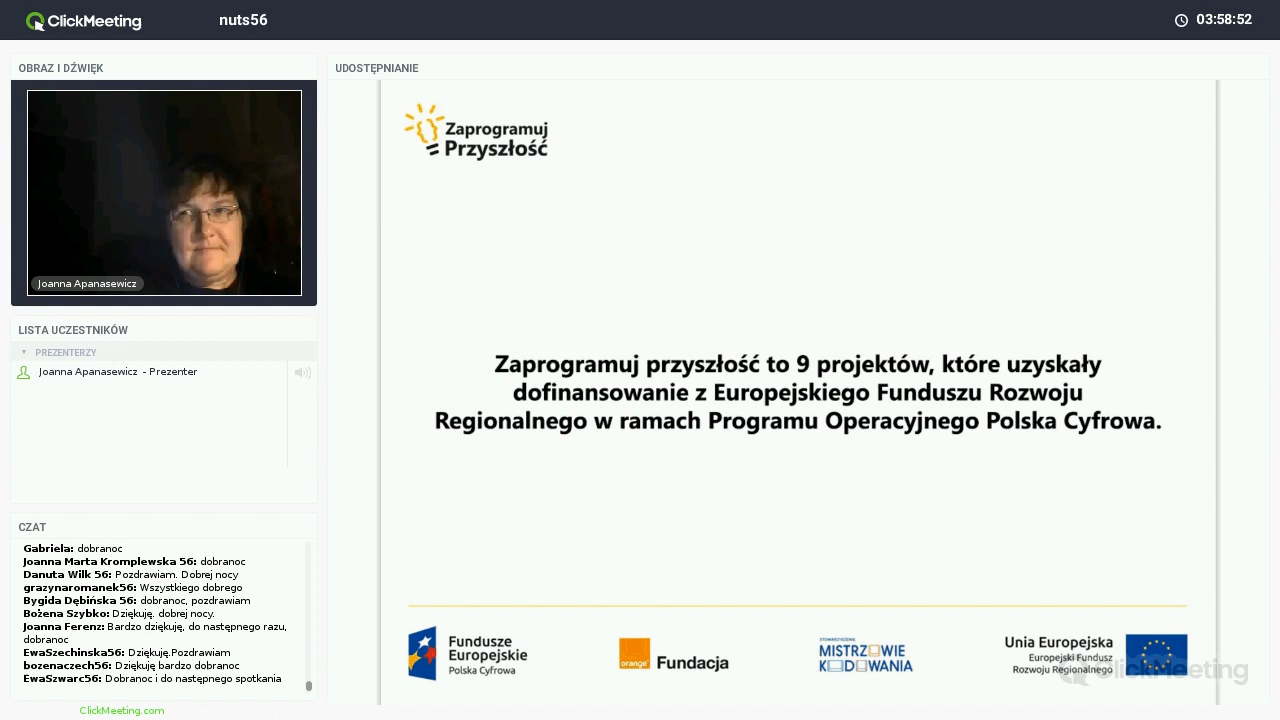 ClickMeeting
nuts56
03:58:52
OBRAZ I DŹWIĘK
Joanna Apanasewicz
LISTA UCZESTNIKÓW
PREZENTERZY
Joanna Apanasewicz - Prezenter
CZAT
Gabriela: dobranoc
Joanna Marta Kromplewska 56: dobranoc
Danuta Wilk 56: Pozdrawiam. Dobrej nocy
grazynaromanek56: Wszystkiego dobrego
Bygida Dębińska 56: dobranoc, pozdrawiam
Bożena Szybko: Dziękuję. dobrej nocy.
Joanna Ferenz: Bardzo dziękuję, do następnego razu,
dobranoc
EwaSzechinska56: Dziękuję.Pozdrawiam
bozenaczech56: Dziękuję bardzo dobranoc
EwaSzwarc56: Dobranoc i do następnego spotkania
ClickMeeting.com
UDOSTĘPNIANIE
Zaprogramuj
Przyszłość
Zaprogramuj przyszłość to 9 projektów, które uzyskały
dofinansowanie z Europejskiego Funduszu Rozwoju
Regionalnego w ramach Programu Operacyjnego Polska Cyfrowa.
Fundusze
Europejskie
Polska Cyfrowa
orange
Fundacja
STOWARZYSZENIE
MISTRZOWIE
KODOWANIA
Unia Europejska
Europejski Fundusz
Rozwoju Regionalnego
ClickMeeting